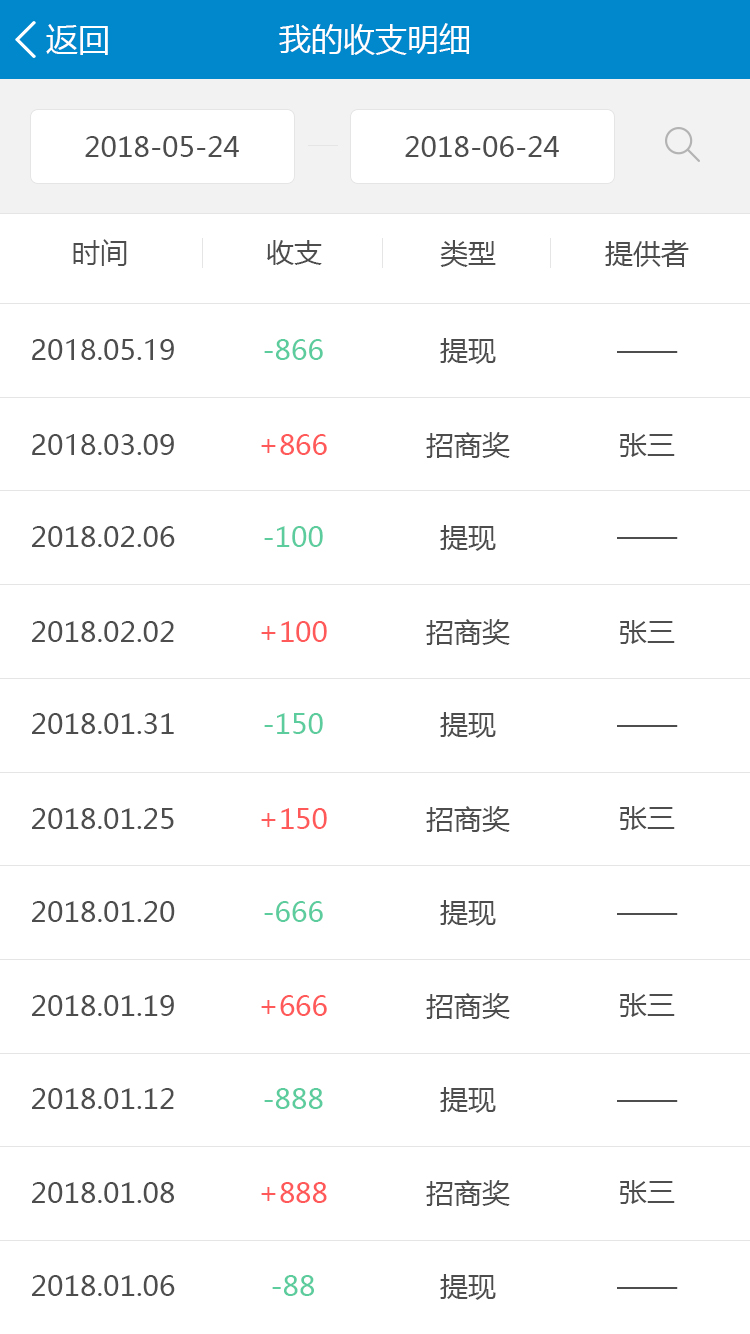 返回 我的收支明细
2018-05-24 — 2018-06-24
时间 收支 类型 提供者
2018.05.19 -866 提现 ——
2018.03.09 +866 招商奖 张三
2018.02.06 -100 提现 ——
2018.02.02 +100 招商奖 张三
2018.01.31 -150 提现 ——
2018.01.25 +150 招商奖 张三
2018.01.20 -666 提现 ——
2018.01.19 +666 招商奖 张三
2018.01.12 -888 提现 ——
2018.01.08 +888 招商奖 张三
2018.01.06 -88 提现 ——